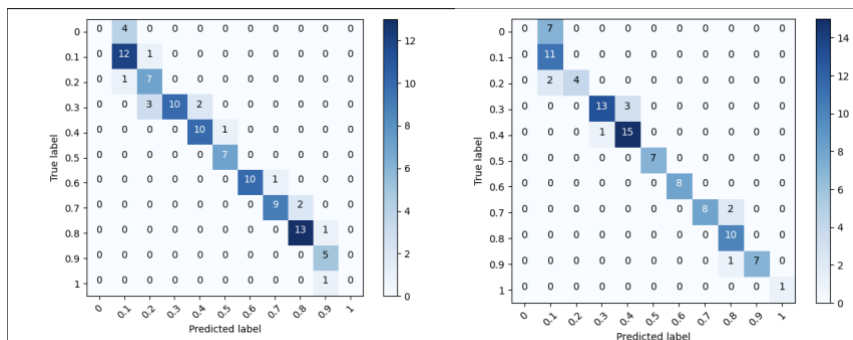 0 0 4 0 0 0 0 0 0 0 0 0
0.1 0 12 1 0 0 0 0 0 0 0 0
0.2 0 1 7 0 0 0 0 0 0 0 0
0.3 0 0 3 10 2 0 0 0 0 0 0
0.4 0 0 0 0 10 1 0 0 0 0 0
0.5 0 0 0 0 0 7 0 0 0 0 0
0.6 0 0 0 0 0 0 10 1 0 0 0
0.7 0 0 0 0 0 0 0 9 2 0 0
0.8 0 0 0 0 0 0 0 0 13 1 0
0.9 0 0 0 0 0 0 0 0 0 5 0
1 0 0 0 0 0 0 0 0 0 1 0
0 0.1 0.2 0.3 0.4 0.5 0.6 0.7 0.8 0.9 1
True label
Predicted label
12
10
8
6
4
2
0
0 0 7 0 0 0 0 0 0 0 0 0
0.1 0 11 0 0 0 0 0 0 0 0 0
0.2 0 2 4 0 0 0 0 0 0 0 0
0.3 0 0 0 13 3 0 0 0 0 0 0
0.4 0 0 0 1 15 0 0 0 0 0 0
0.5 0 0 0 0 0 7 0 0 0 0 0
0.6 0 0 0 0 0 0 8 0 0 0 0
0.7 0 0 0 0 0 0 0 8 2 0 0
0.8 0 0 0 0 0 0 0 0 10 0 0
0.9 0 0 0 0 0 0 0 0 1 7 0
1 0 0 0 0 0 0 0 0 0 0 1
0 0.1 0.2 0.3 0.4 0.5 0.6 0.7 0.8 0.9 1
True label
Predicted label
14
12
10
8
6
4
2
0